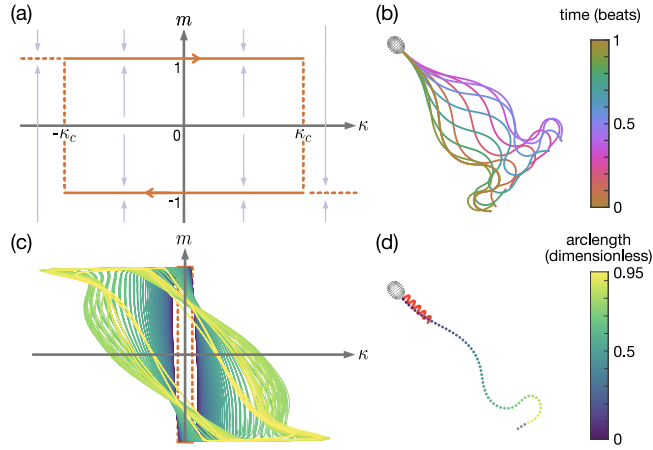 (a)
m
1
-κc
0
κc
κ
-1
(b)
time (beats)
1
0.5
0
(c)
m
κ
(d)
arclength
(dimensionless)
0.95
0.5
0